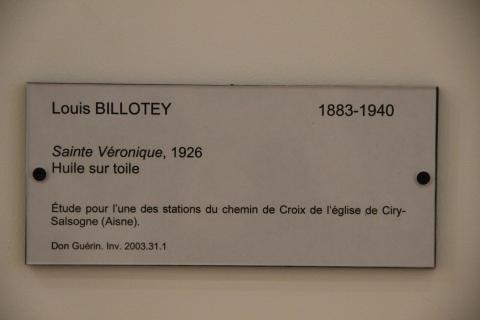 Louis BILLOTEY 1883-1940
Sainte Véronique, 1926
Huile sur toile
Étude pour l'une des stations du chemin de Croix de l'église de Ciry-
Salsogne (Aisne).
Don Guérin. Inv. 2003.31.1